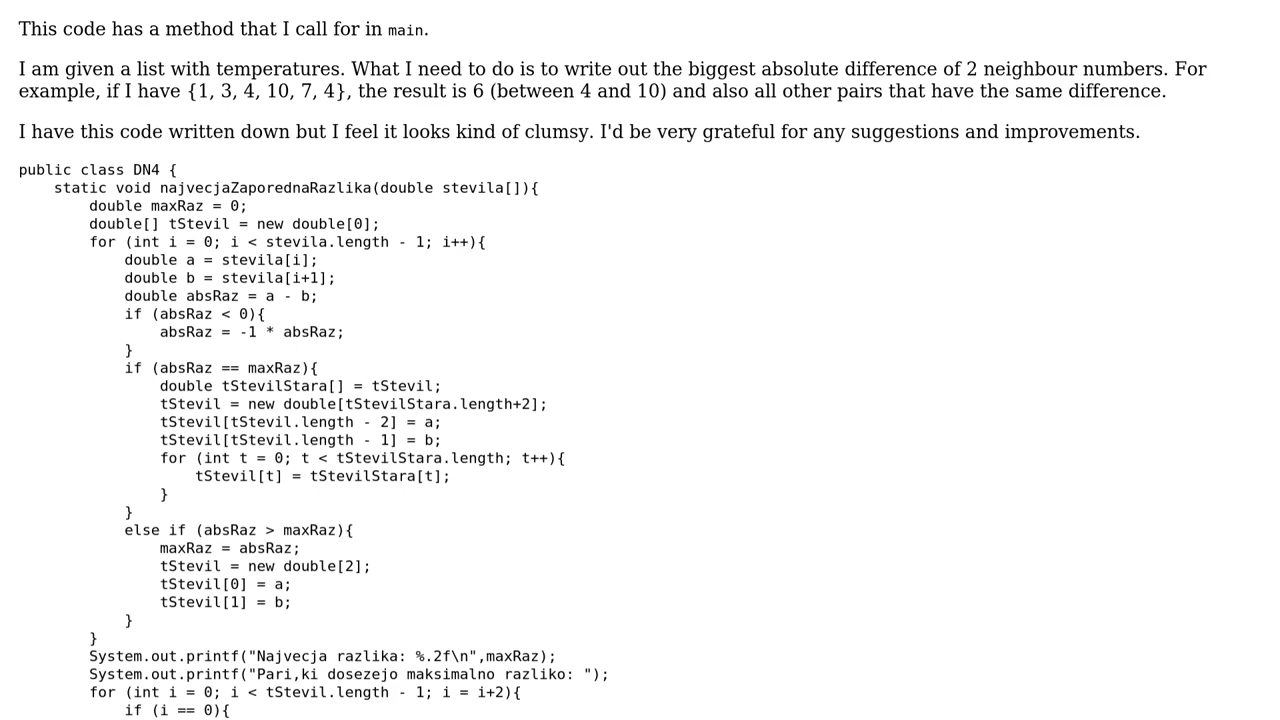 This code has a method that I call for in main.
I am given a list with temperatures. What I need to do is to write out the biggest absolute difference of 2 neighbour numbers. For
example, if I have {1, 3, 4, 10, 7, 4}, the result is 6 (between 4 and 10) and also all other pairs that have the same difference.
I have this code written down but I feel it looks kind of clumsy. I'd be very grateful for any suggestions and improvements.
public class DN4 {
    static void najvecjaZaporednaRazlika(double stevila[]){
        double maxRaz = 0;
        double[] tStevil = new double[0];
        for (int i = 0; i < stevila.length - 1; i++){
            double a = stevila[i];
            double b = stevila[i+1];
            double absRaz = a - b;
            if (absRaz < 0){
                absRaz = -1 * absRaz;
            }
            if (absRaz == maxRaz){
                double tStevilStara[] = tStevil;
                tStevil = new double[tStevilStara.length+2];
                tStevil[tStevil.length - 2] = a;
                tStevil[tStevil.length - 1] = b;
                for (int t = 0; t < tStevilStara.length; t++){
                    tStevil[t] = tStevilStara[t];
                }
            }
            else if (absRaz > maxRaz){
                maxRaz = absRaz;
                tStevil = new double[2];
                tStevil[0] = a;
                tStevil[1] = b;
            }
        }
        System.out.printf("Najvecja razlika: %.2f\n",maxRaz);
        System.out.printf("Pari,ki dosezejo maksimalno razliko: ");
        for (int i = 0; i < tStevil.length - 1; i = i+2){
            if (i == 0){